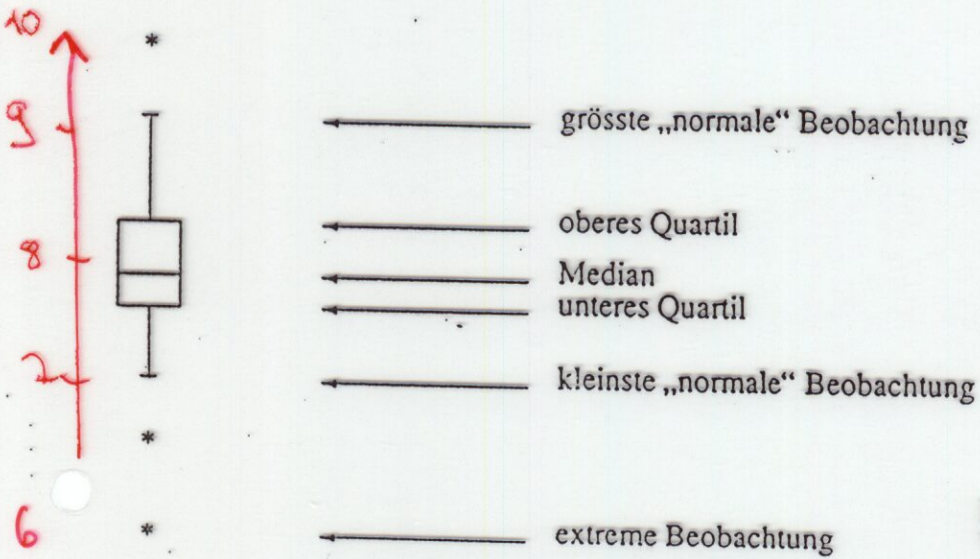 10
*
9
grösste „normale“ Beobachtung
oberes Quartil
8
Median
unteres Quartil
7
kleinste „normale“ Beobachtung
*
6
*
extreme Beobachtung